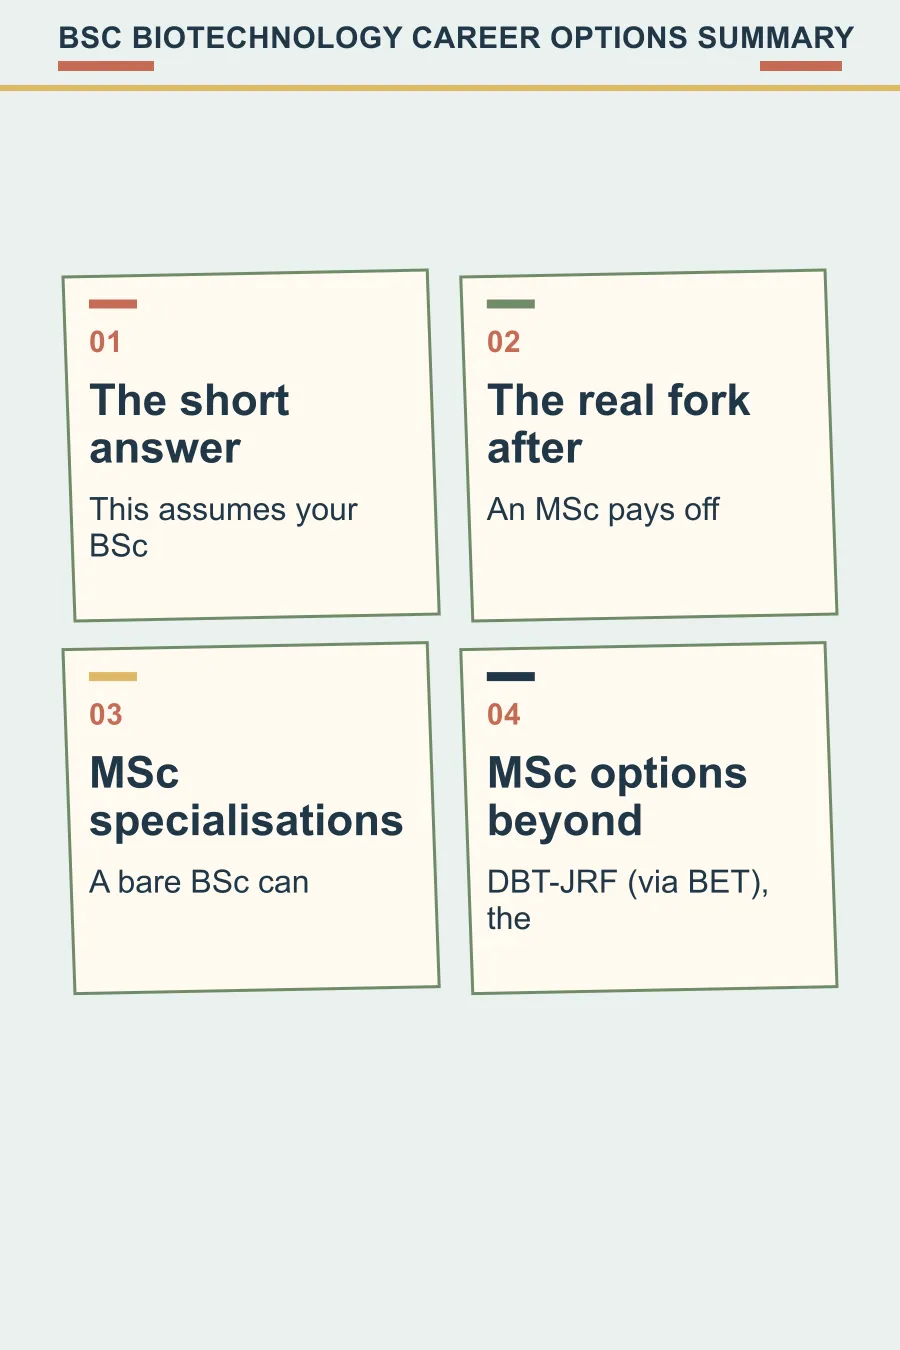 BSC BIOTECHNOLOGY CAREER OPTIONS SUMMARY
01
The short
answer
This assumes your
BSc
02
The real fork
after
An MSc pays off
03
MSc
specialisations
A bare BSc can
04
MSc options
beyond
DBT-JRF (via BET),
the